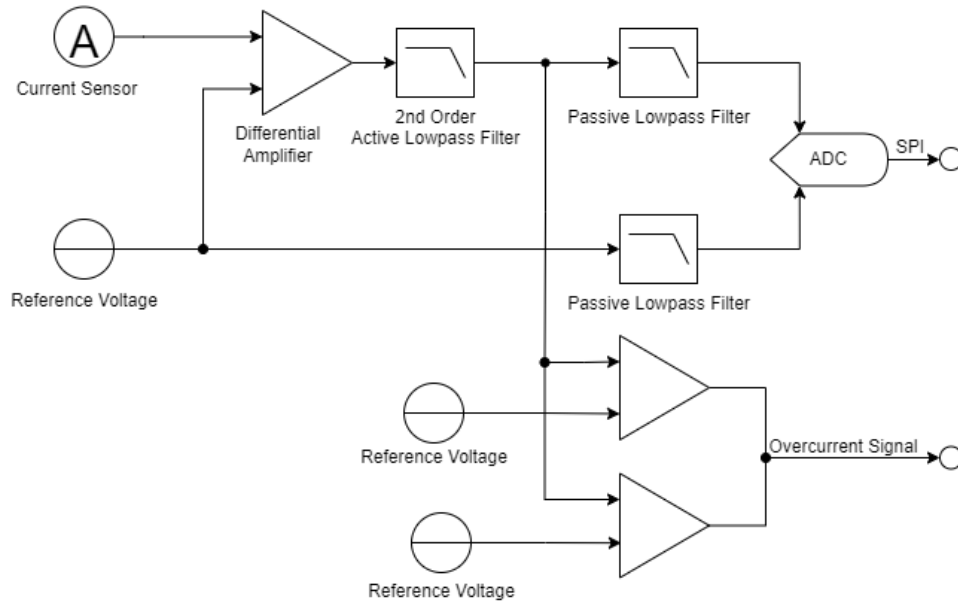 A
Current Sensor
Differential
Amplifier
2nd Order
Active Lowpass Filter
Passive Lowpass Filter
ADC
SPI
Reference Voltage
Passive Lowpass Filter
Reference Voltage
Overcurrent Signal
Reference Voltage